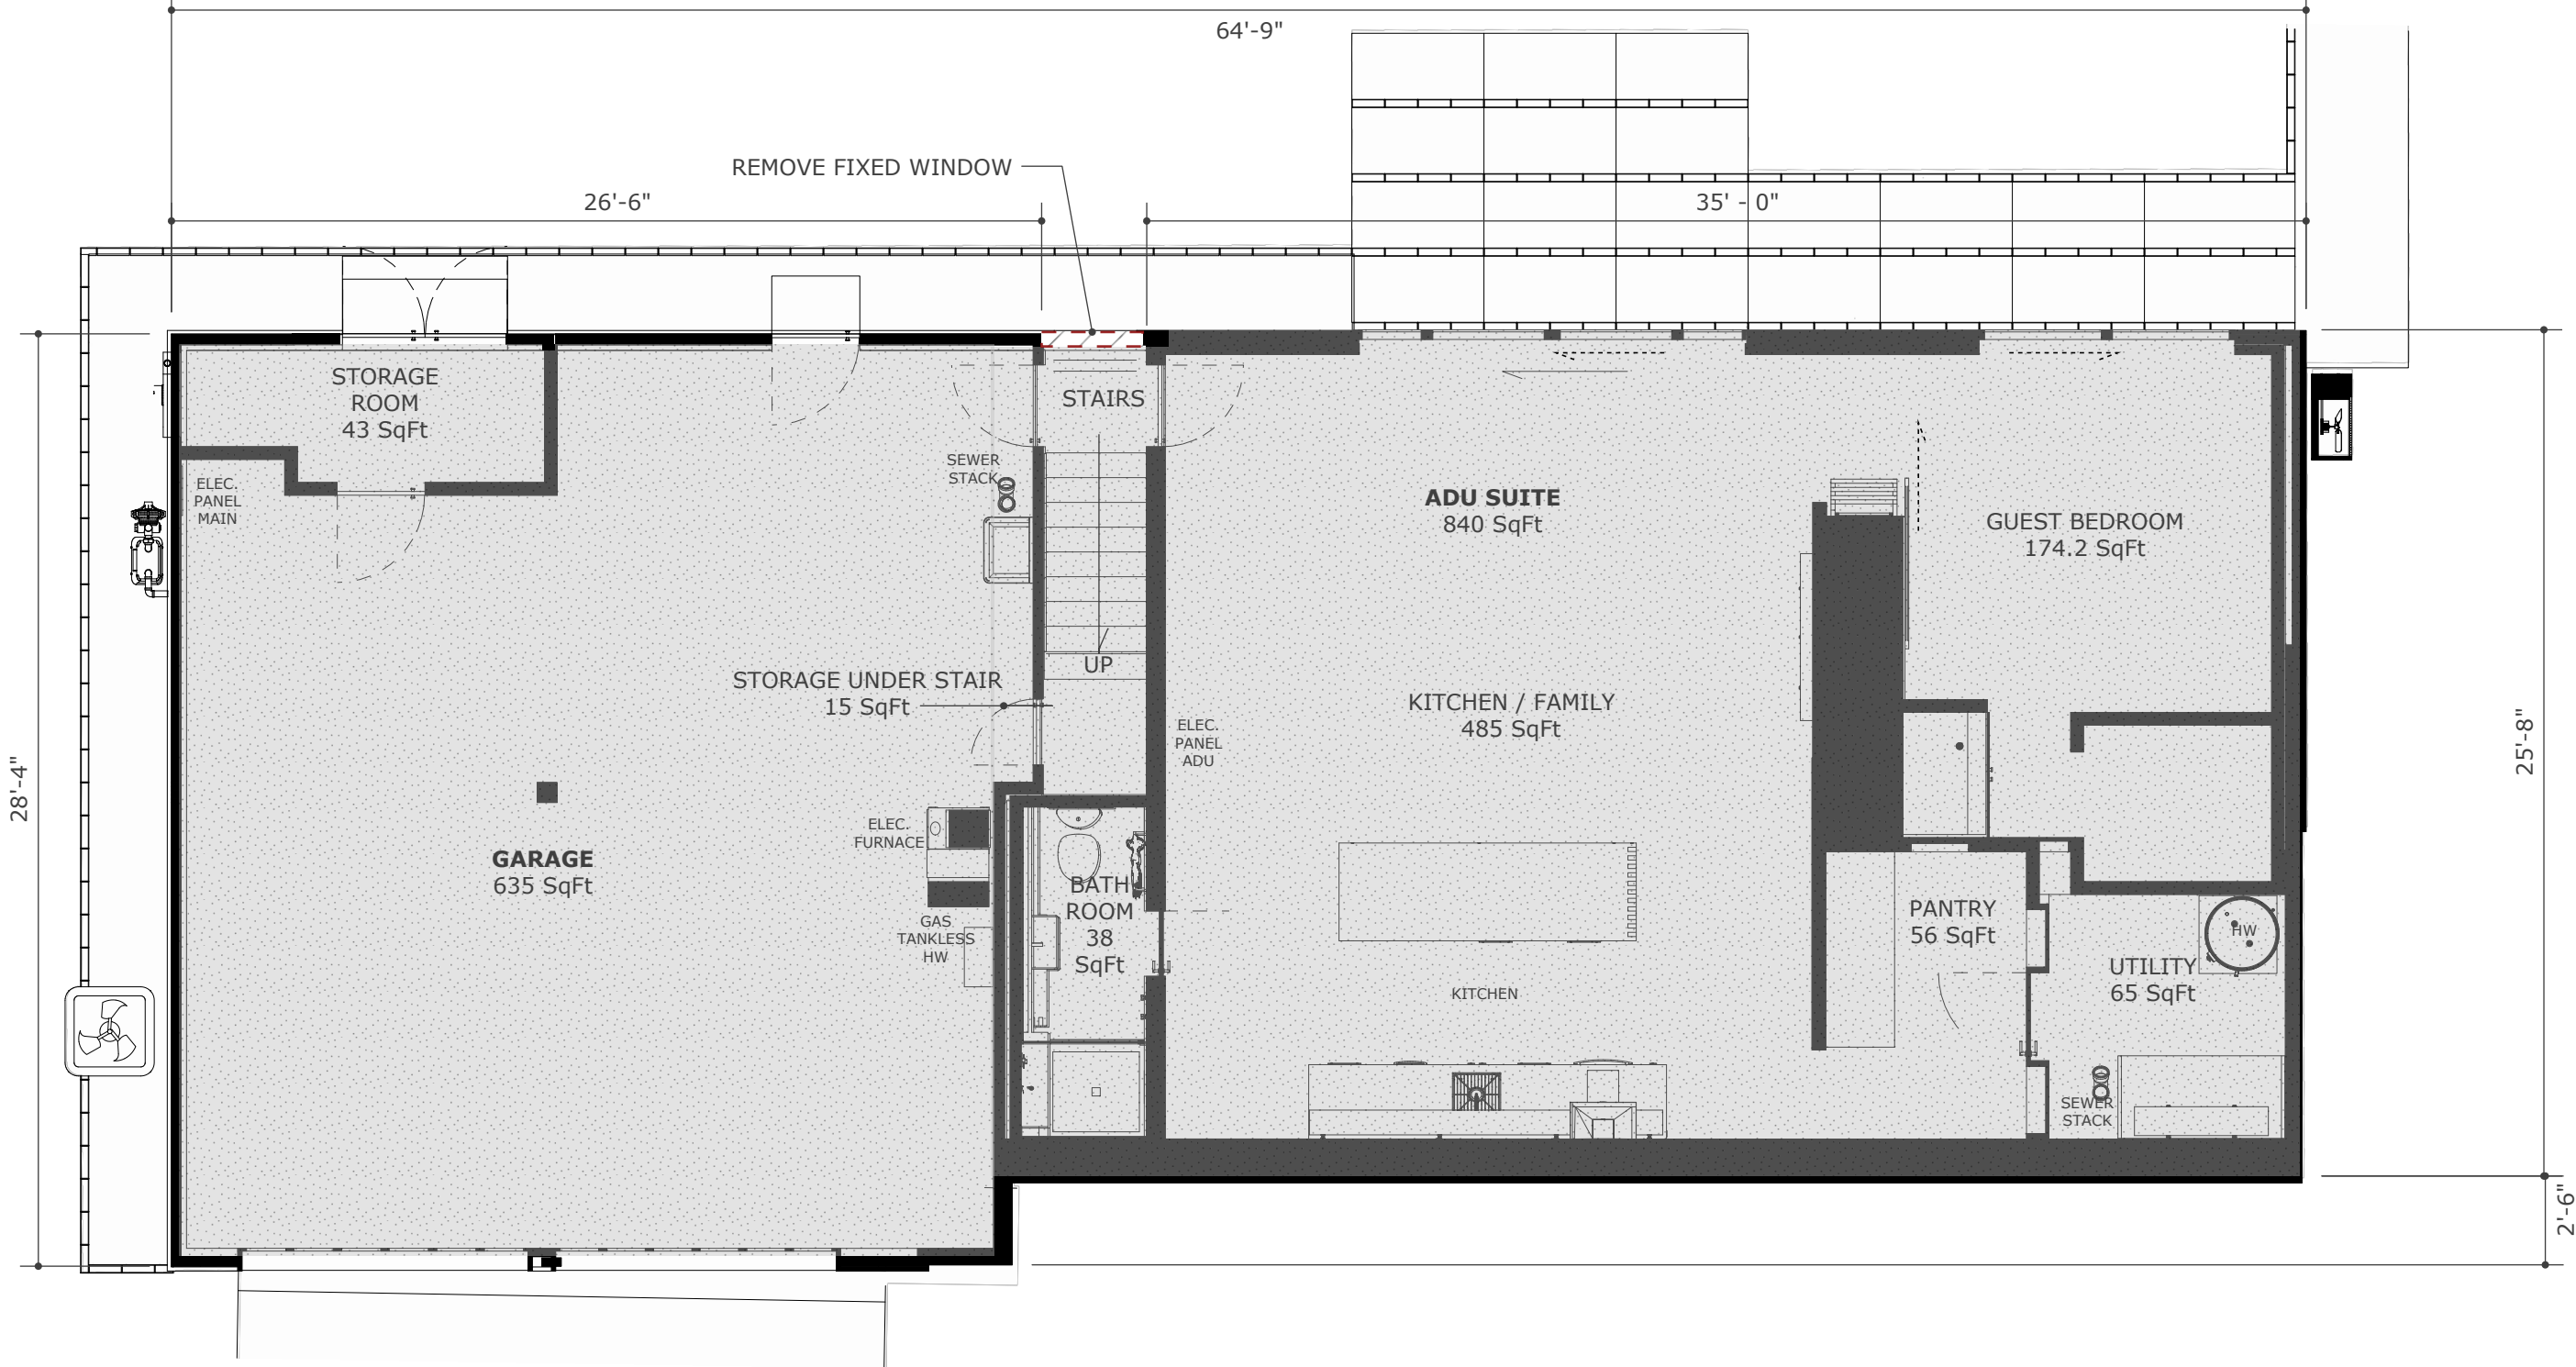 64'-9"
REMOVE FIXED WINDOW
26'-6"
35' - 0"
STORAGE
ROOM
43 SqFt
STAIRS
SEWER
STACK
ELEC.
PANEL
MAIN
ADU SUITE
840 SqFt
GUEST BEDROOM
174.2 SqFt
UP
STORAGE UNDER STAIR
15 SqFt
KITCHEN / FAMILY
485 SqFt
ELEC.
PANEL
ADU
28'-4"
25'-8"
ELEC.
FURNACE
GARAGE
635 SqFt
BATH
ROOM
38
SqFt
GAS
TANKLESS
HW
PANTRY
56 SqFt
HW
UTILITY
65 SqFt
KITCHEN
SEWER
STACK
2'-6"